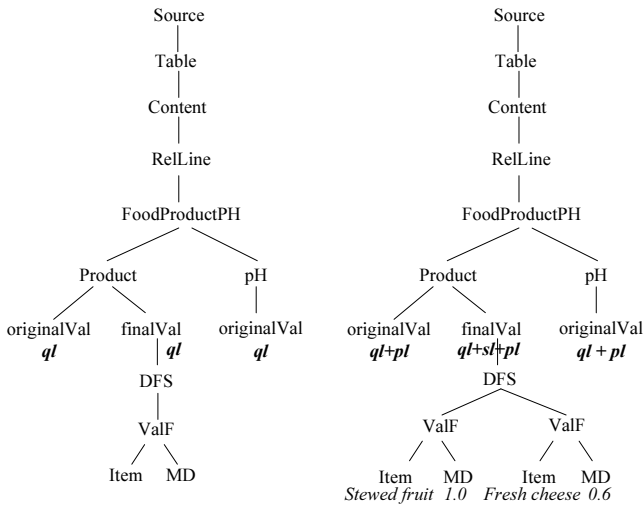 Source Source
Table Table
Content Content
RelLine RelLine
FoodProductPH FoodProductPH
Product pH Product pH
originalVal finalVal originalVal originalVal finalVal originalVal
ql ql ql ql+pl ql+sl+pl ql + pl
DFS DFS
ValF ValF ValF
Item MD Item MD Item MD
Stewed fruit 1.0 Fresh cheese 0.6